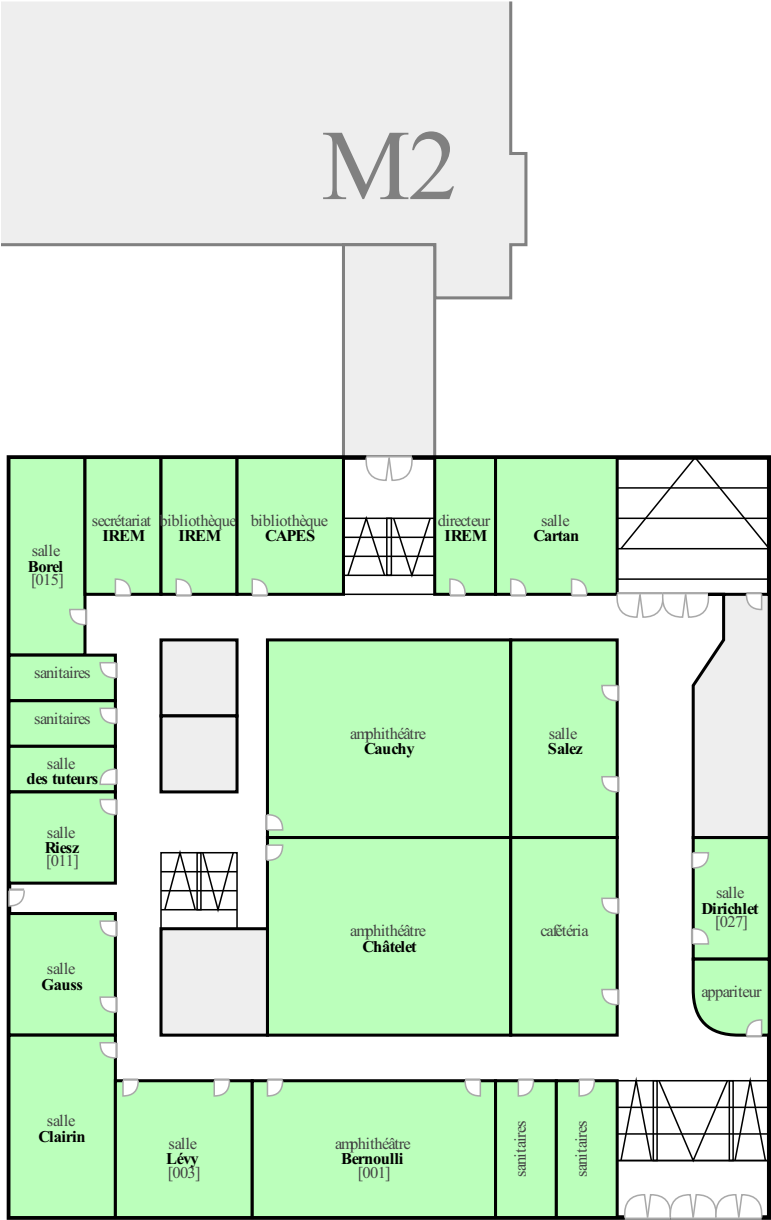 M2
secrétariat
IREM
bibliothèque
IREM
bibliothèque
CAPES
directeur
IREM
salle
Cartan
salle
Borel
[015]
sanitaires
sanitaires
salle
des tuteurs
salle
Riesz
[011]
amphithéâtre
Cauchy
salle
Salez
salle
Dirichlet
[027]
salle
Gauss
amphithéâtre
Châtelet
cafétéria
appariteur
salle
Clairin
salle
Lévy
[003]
amphithéâtre
Bernoulli
[001]
sanitaires
sanitaires